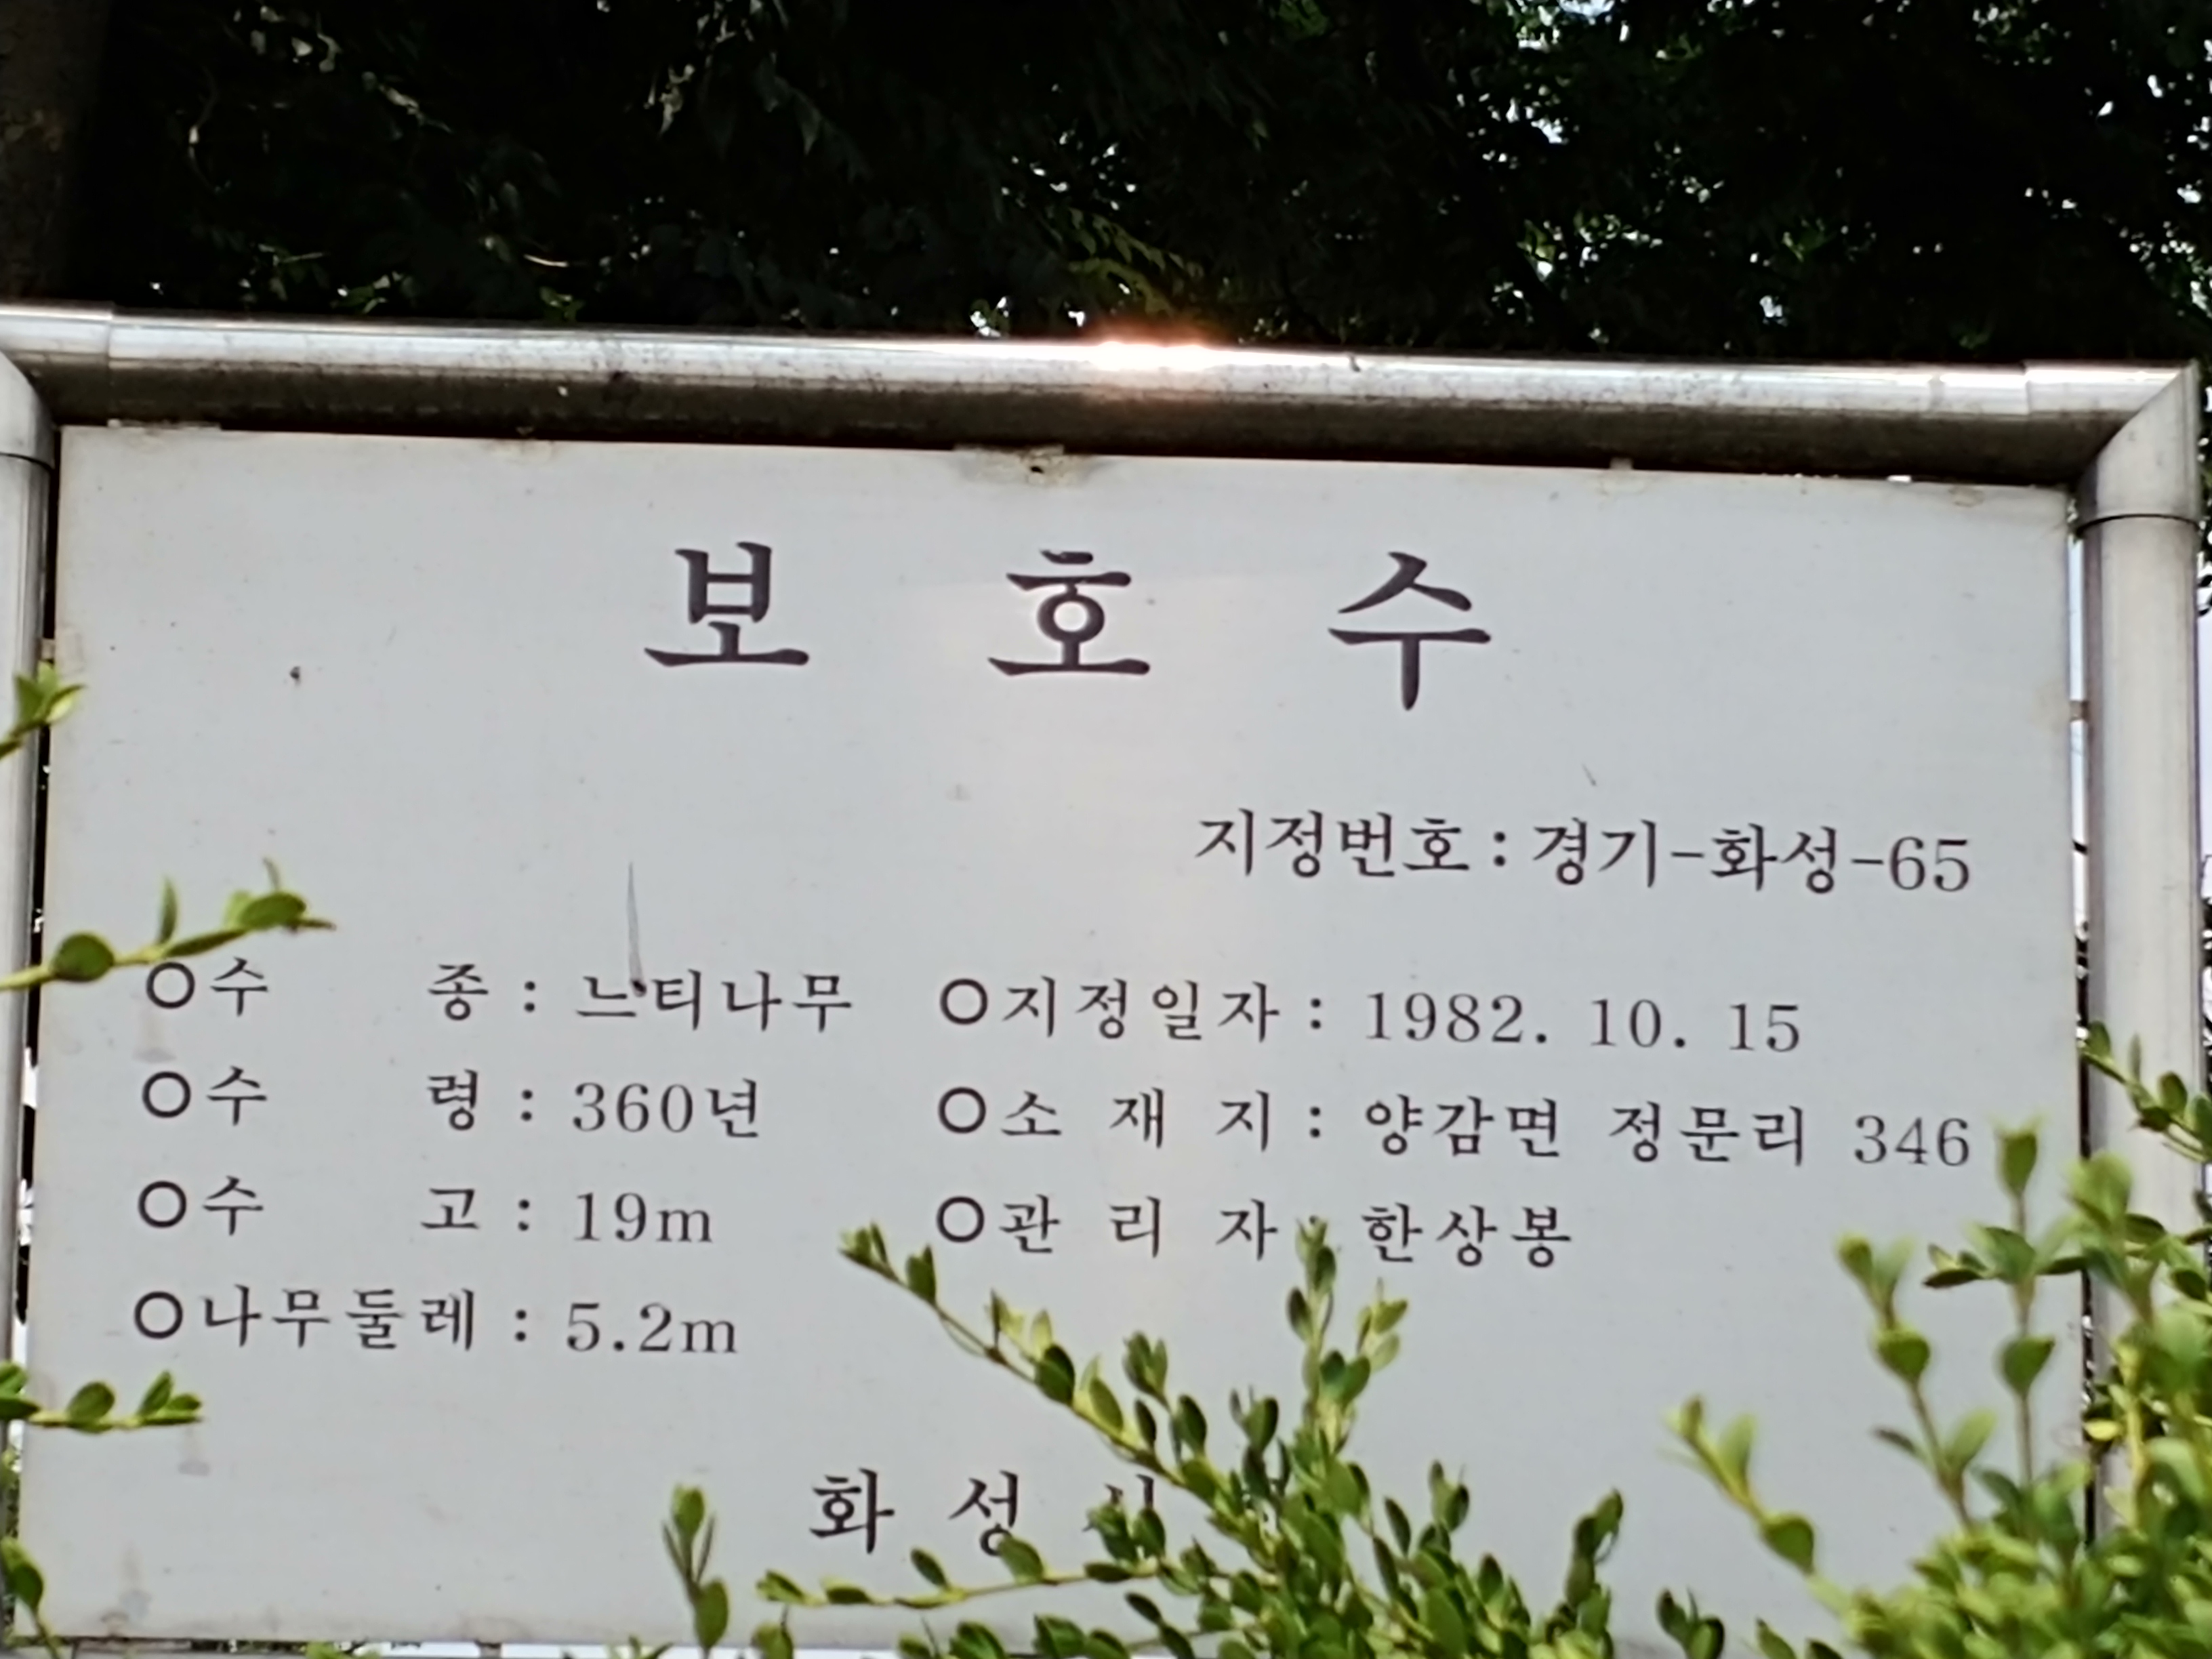 보 호 수
지정번호 : 경기-화성-65
○수 종 : 느티나무 ○지정일자 : 1982. 10. 15
○수 령 : 360년 ○소 재 지 : 양감면 정문리 346
○수 고 : 19m ○관 리 자 : 한상봉
○나무둘레 : 5.2m
화 성